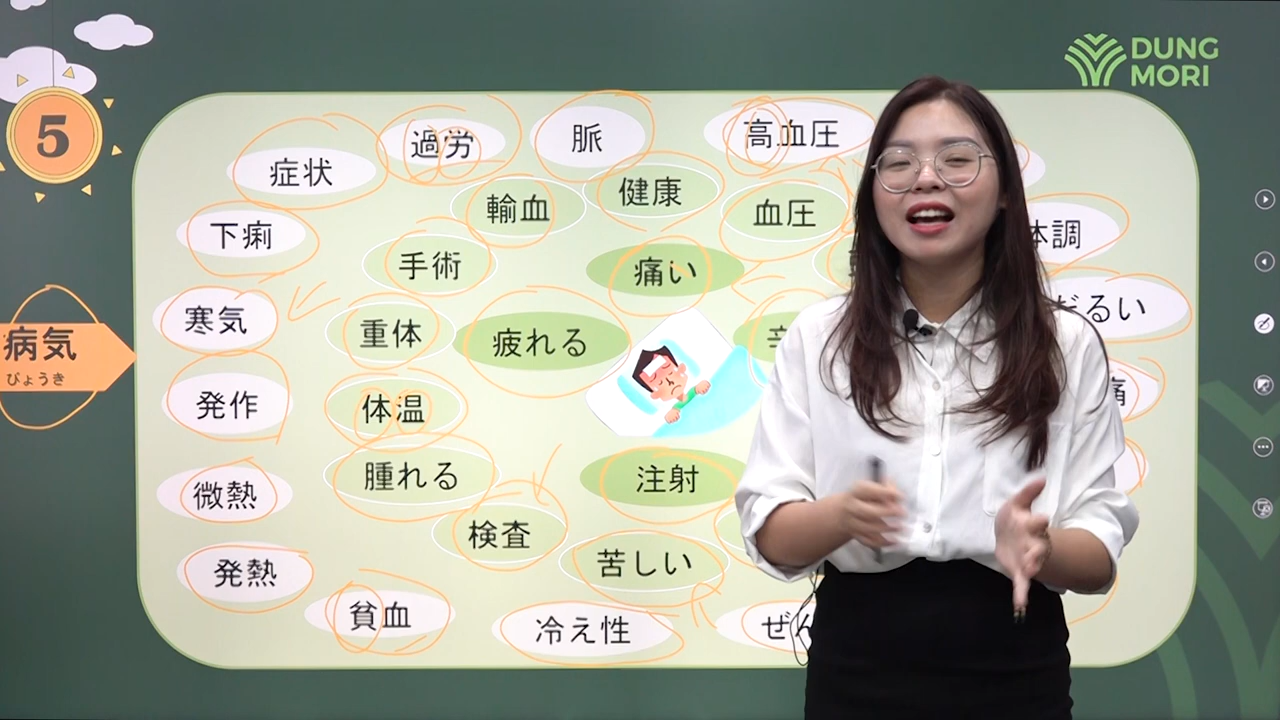 DUNG
MORI
5
過労
脈
高血圧
症状
輸血
健康
血圧
下痢
手術
痛い
体調
寒気
重体
疲れる
だるい
病気
びょうき
発作
体温
痛
微熱
腫れる
注射
検査
苦しい
発熱
貧血
冷え性